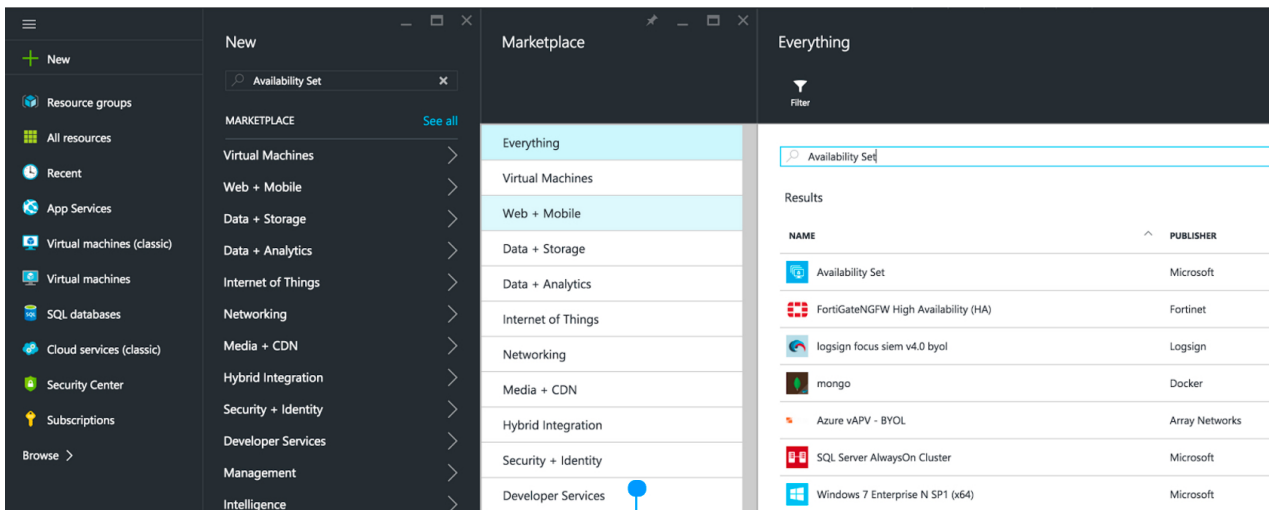 New
Resource groups
All resources
Recent
App Services
Virtual machines (classic)
Virtual machines
SQL databases
Cloud services (classic)
Security Center
Subscriptions
Browse
New
Availability Set
MARKETPLACE See all
Virtual Machines
Web + Mobile
Data + Storage
Data + Analytics
Internet of Things
Networking
Media + CDN
Hybrid Integration
Security + Identity
Developer Services
Management
Intelligence
Marketplace
Everything
Virtual Machines
Web + Mobile
Data + Storage
Data + Analytics
Internet of Things
Networking
Media + CDN
Hybrid Integration
Security + Identity
Developer Services
Everything
Filter
Availability Set
Results
NAME PUBLISHER
Availability Set Microsoft
FortiGateNGFW High Availability (HA) Fortinet
logsign focus siem v4.0 byol Logsign
mongo Docker
Azure vAPV - BYOL Array Networks
SQL Server AlwaysOn Cluster Microsoft
Windows 7 Enterprise N SP1 (x64) Microsoft